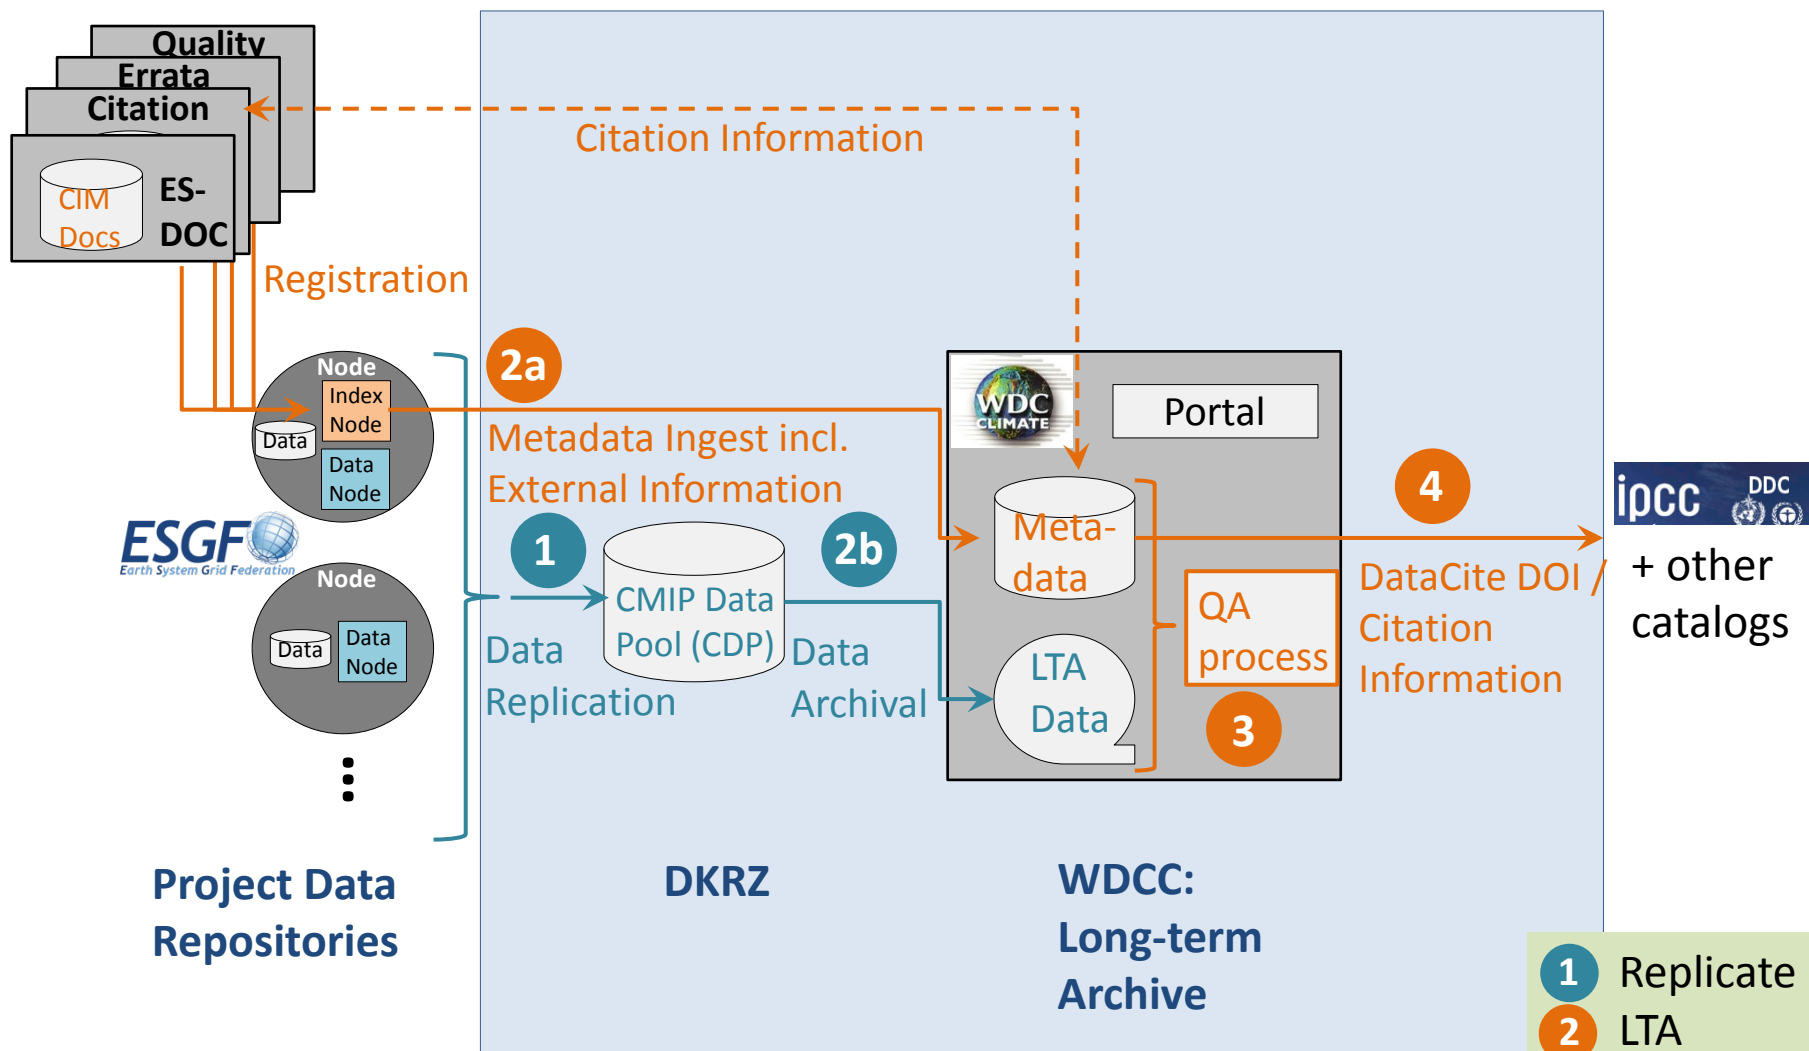 Quality
Errata
Citation
ES-
DOC
CIM
Docs
Citation Information
Registration
Node
Index
Node
Data
Data
Node
ESGF
Earth System Grid Federation
Node
Data
Data
Node
2a
Metadata Ingest incl.
External Information
1
CMIP Data
Pool (CDP)
Data
Replication
2b
Data
Archival
WDC
CLIMATE
Portal
Meta-
data
LTA
Data
QA
process
3
4
DataCite DOI /
Citation
Information
ipcc
DDC
+ other
catalogs
Project Data
Repositories
DKRZ
WDCC:
Long-term
Archive
1 Replicate
2 LTA